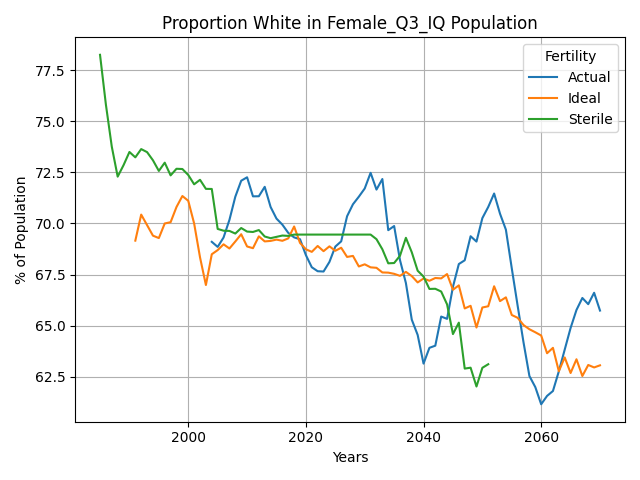 Proportion White in Female_Q3_IQ Population
% of Population
77.5
75.0
72.5
70.0
67.5
65.0
62.5
2000
2020
2040
2060
Years
Fertility
Actual
Ideal
Sterile